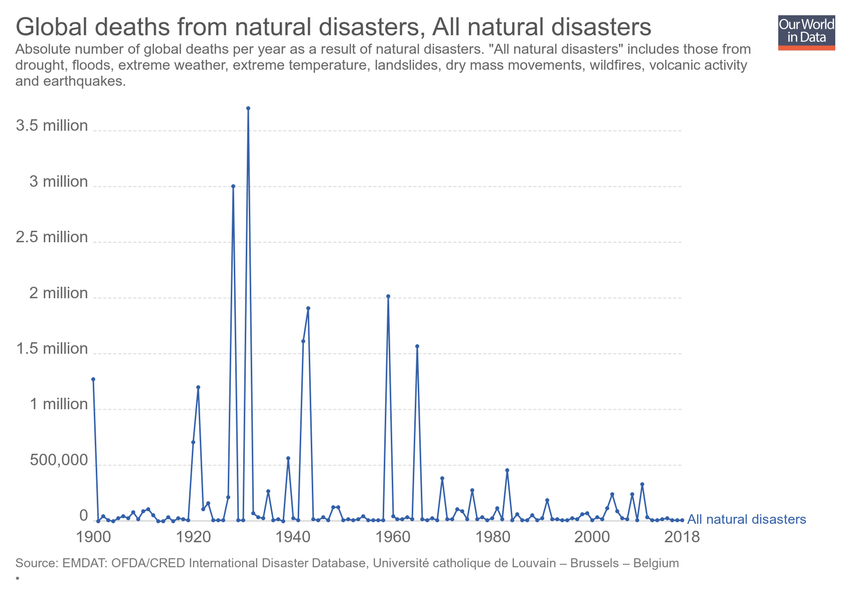 Global deaths from natural disasters, All natural disasters
Our World
in Data
Absolute number of global deaths per year as a result of natural disasters. "All natural disasters" includes those from
drought, floods, extreme weather, extreme temperature, landslides, dry mass movements, wildfires, volcanic activity
and earthquakes.
3.5 million
3 million
2.5 million
2 million
1.5 million
1 million
500,000
0
All natural disasters
1900 1920 1940 1960 1980 2000 2018
Source: EMDAT: OFDA/CRED International Disaster Database, Université catholique de Louvain – Brussels – Belgium
•